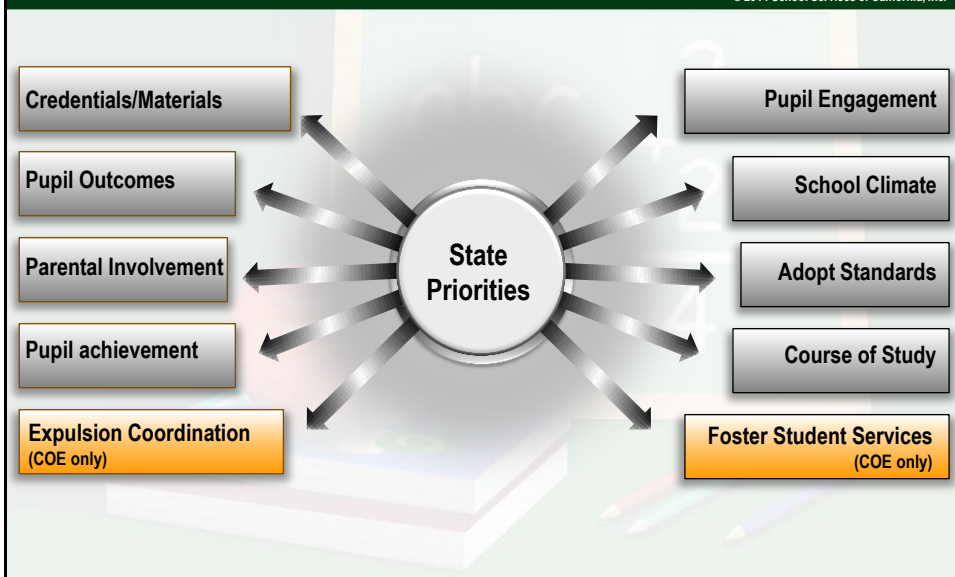 Credentials/Materials
Pupil Outcomes
Parental Involvement
Pupil achievement
Expulsion Coordination
(COE only)
State
Priorities
Pupil Engagement
School Climate
Adopt Standards
Course of Study
Foster Student Services
(COE only)